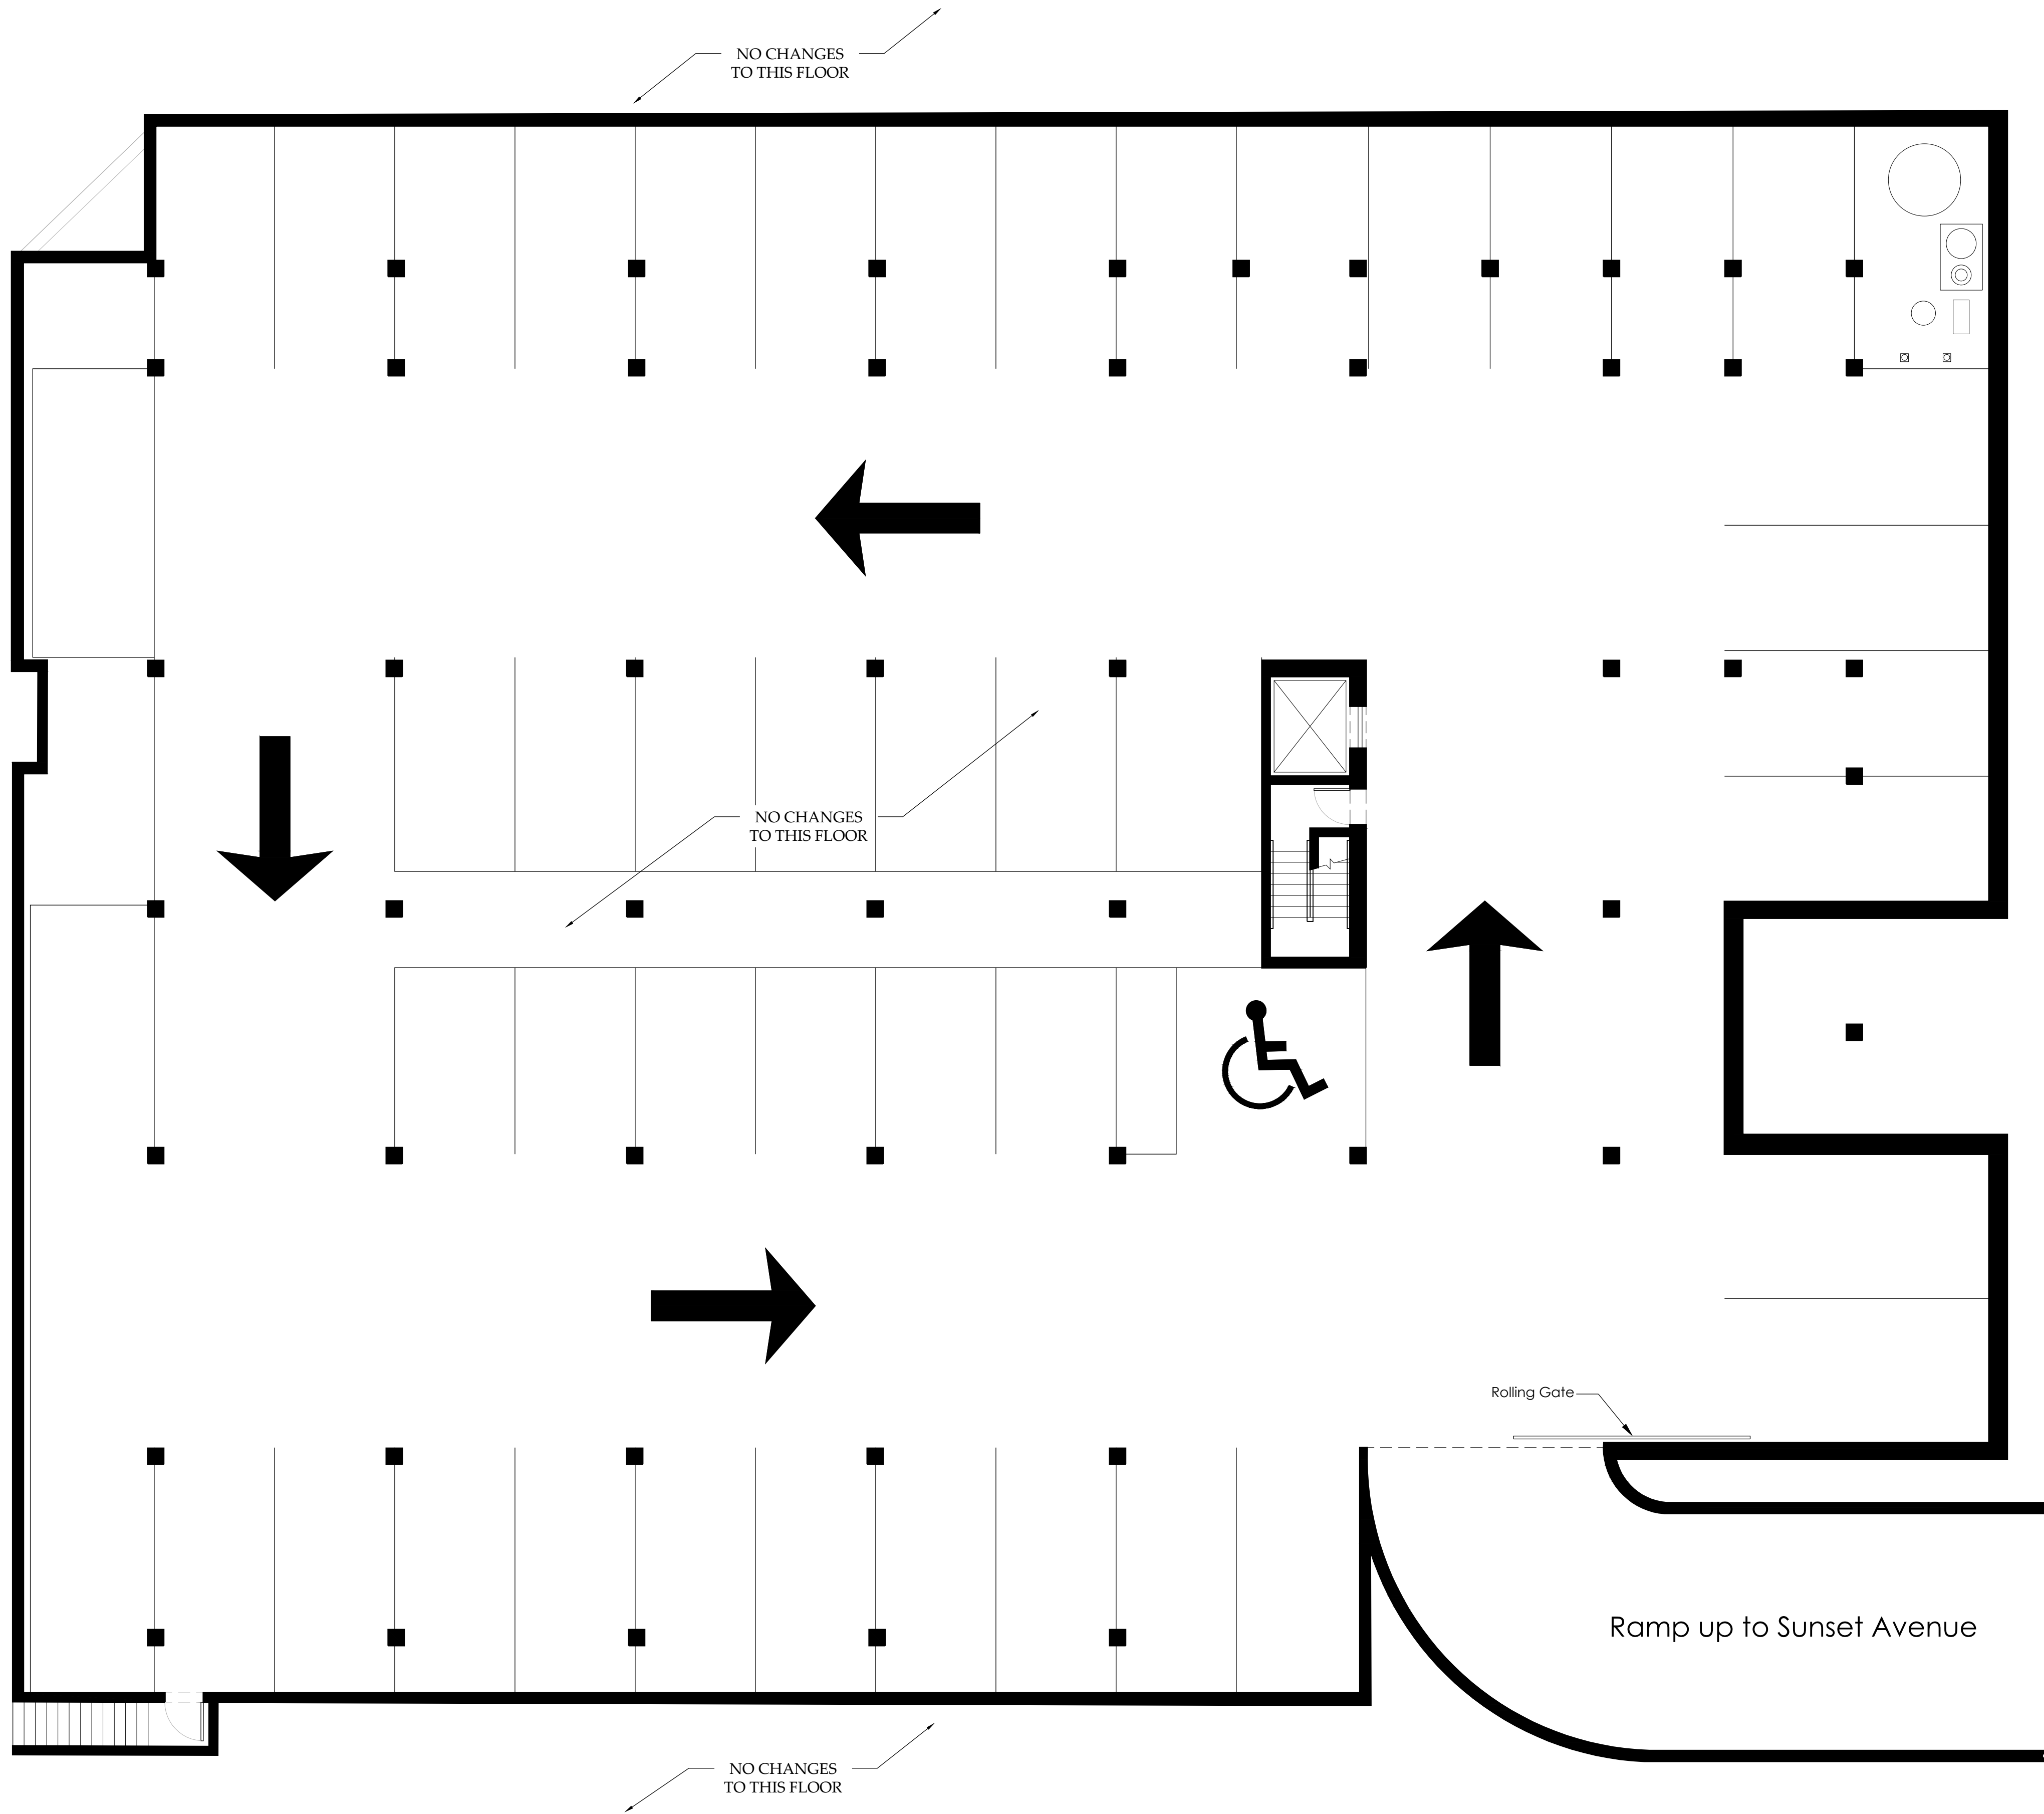 NO CHANGES
TO THIS FLOOR
NO CHANGES
TO THIS FLOOR
Rolling Gate
Ramp up to Sunset Avenue
NO CHANGES
TO THIS FLOOR